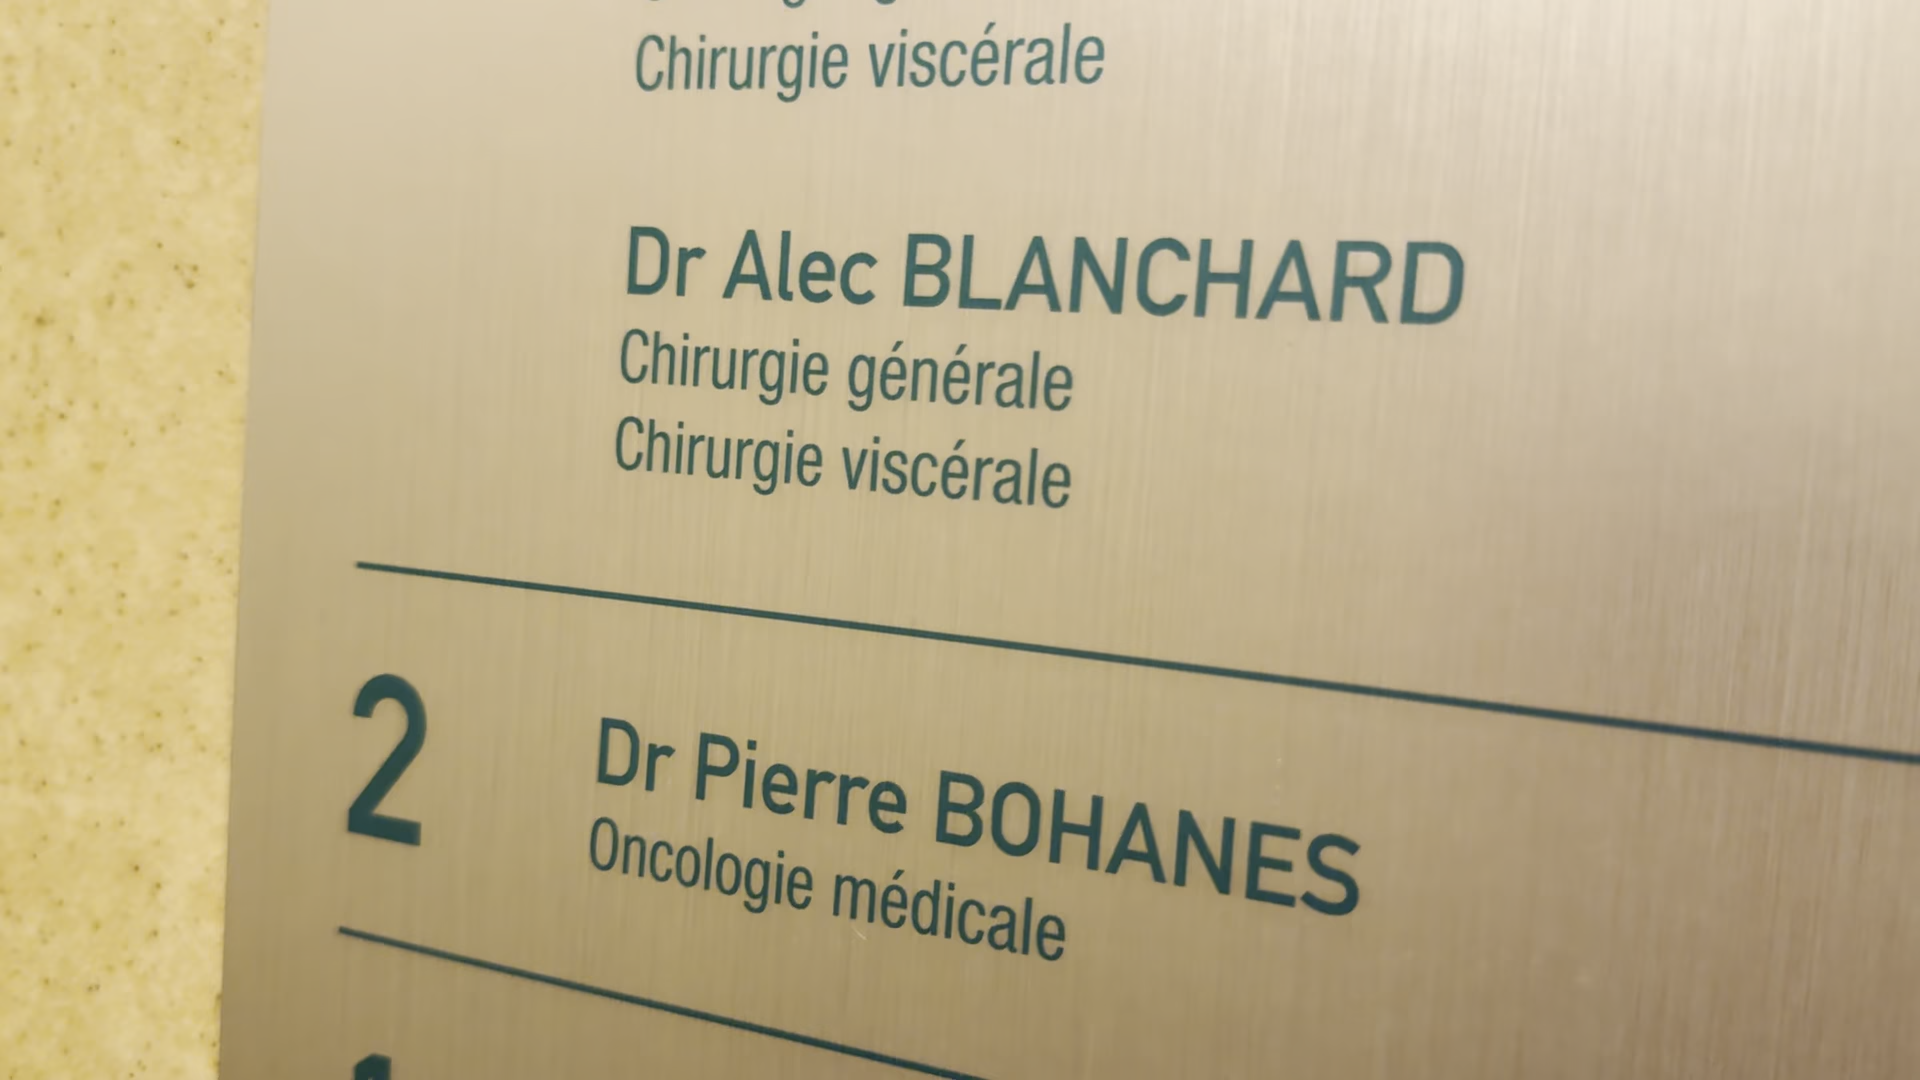 Chirurgie viscérale
Dr Alec BLANCHARD
Chirurgie générale
Chirurgie viscérale
2
Dr Pierre BOHANES
Oncologie médicale